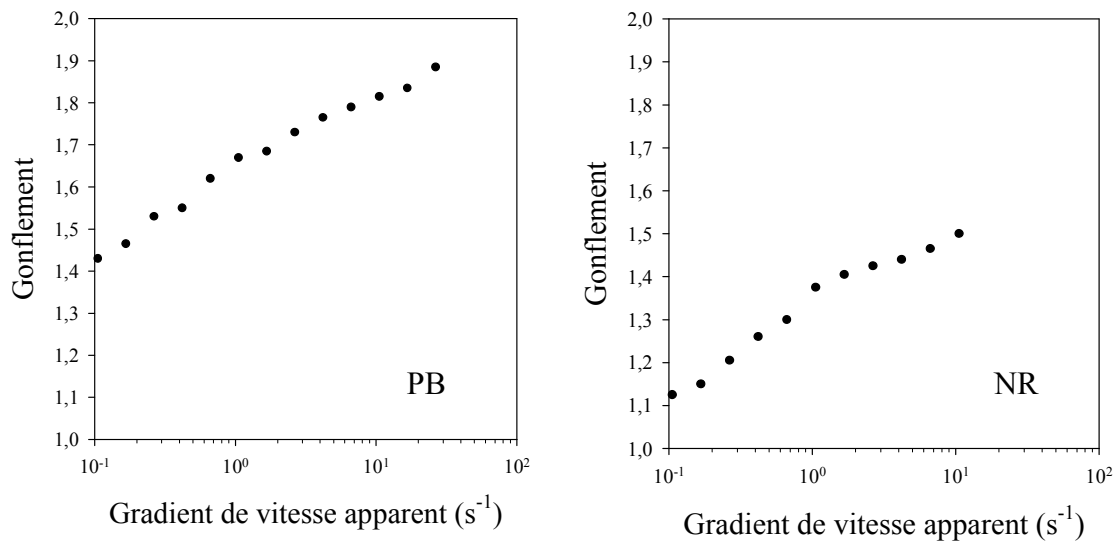 2,0
1,9
1,8
1,7
1,6
1,5
1,4
1,3
1,2
1,1
1,0
Gonflement
PB
10-1 100 101 102
Gradient de vitesse apparent (s-1)
2,0
1,9
1,8
1,7
1,6
1,5
1,4
1,3
1,2
1,1
1,0
Gonflement
NR
10-1 100 101 102
Gradient de vitesse apparent (s-1)